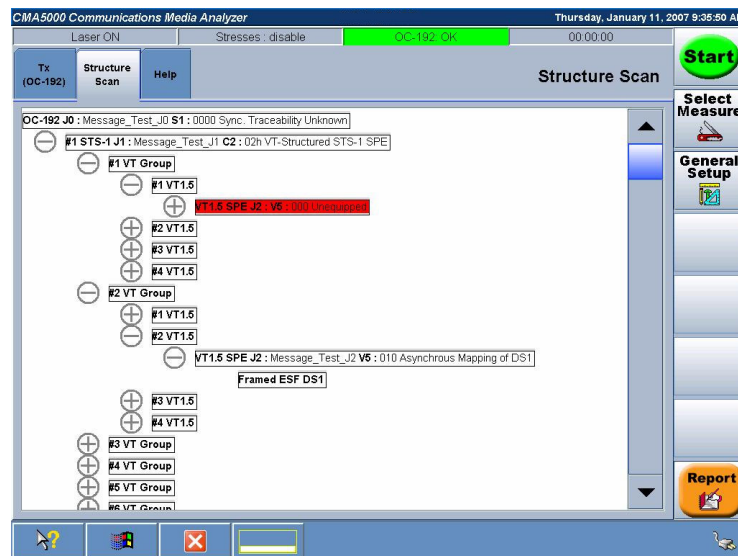 CMA5000 Communications Media Analyzer Thursday, January 11, 2007 9:35:50 A
Laser ON Stresses : disable OC-192: OK 00:00:00
Tx (OC-192) Structure Scan Help Structure Scan
Start
Select Measure
General Setup
OC-192 J0 : Message_Test_J0 S1 : 0000 Sync. Traceability Unknown
#1 STS-1 J1 : Message_Test_J1 C2 : 02h VT-Structured STS-1 SPE
#1 VT Group
#1 VT1.5
VT1.5 SPE J2 : V5 : 000 Unequipped
#2 VT1.5
#3 VT1.5
#4 VT1.5
#2 VT Group
#1 VT1.5
#2 VT1.5
VT1.5 SPE J2 : Message_Test_J2 V5 : 010 Asynchrous Mapping of DS1
Framed ESF DS1
#3 VT1.5
#4 VT1.5
#3 VT Group
#4 VT Group
#5 VT Group
#6 VT Group
Report